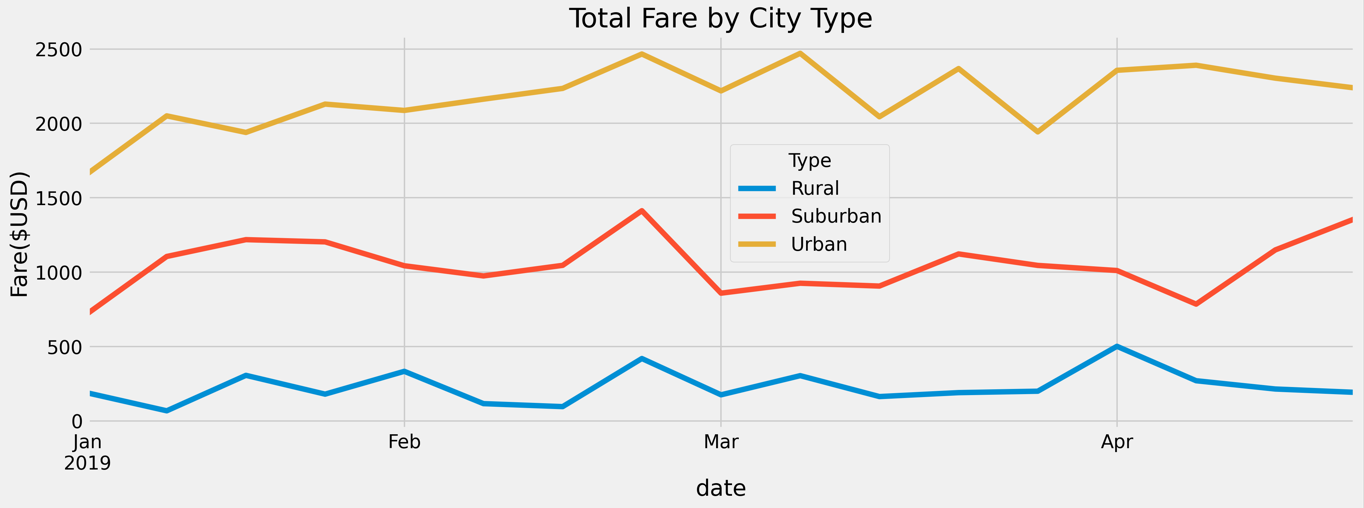 Total Fare by City Type
Fare($USD)
2500
2000
1500
1000
500
0
Type
Rural
Suburban
Urban
Jan Feb Mar Apr
2019
date